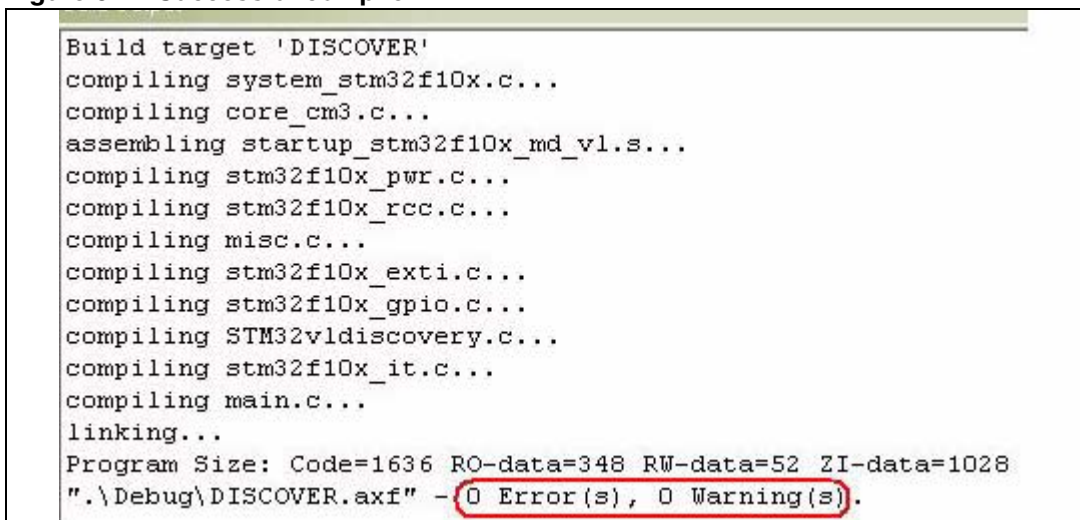 Build target 'DISCOVER'
compiling system_stm32f10x.c...
compiling core_cm3.c...
assembling startup_stm32f10x_md_vl.s...
compiling stm32f10x_pwr.c...
compiling stm32f10x_rcc.c...
compiling misc.c...
compiling stm32f10x_exti.c...
compiling stm32f10x_gpio.c...
compiling STM32vldiscovery.c...
compiling stm32f10x_it.c...
compiling main.c...
linking...
Program Size: Code=1636 RO-data=348 RW-data=52 ZI-data=1028
".\Debug\DISCOVER.axf" - 0 Error(s), 0 Warning(s).